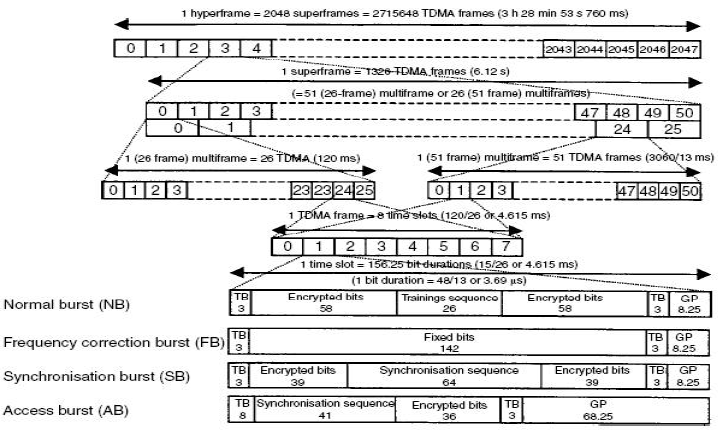 1 hyperframe = 2048 superframes = 2715648 TDMA frames (3 h 28 min 53 s 760 ms)
0 1 2 3 4 2043 2044 2045 2046 2047
1 superframe = 1326 TDMA frames (6.12 s)
(=51 (26-frame) multiframe or 26 (51 frame) multiframes)
0 1 2 3 47 48 49 50
0 1 24 25
1 (26 frame) multiframe = 26 TDMA (120 ms) 1 (51 frame) multiframe = 51 TDMA frames (3060/13 ms)
0 1 2 3 23 23 24 25 0 1 2 3 47 48 49 50
1 TDMA frame = 8 time slots (120/26 or 4.615 ms)
0 1 2 3 4 5 6 7
1 time slot = 156.25 bit durations (15/26 or 4.615 ms)
(1 bit duration = 48/13 or 3.69 µs)
Normal burst (NB) TB 3 Encrypted bits 58 Trainings sequence 26 Encrypted bits 58 TB 3 GP 8.25
Frequency correction burst (FB) TB 3 Fixed bits 142 TB 3 GP 8.25
Synchronisation burst (SB) TB 3 Encrypted bits 39 Synchronisation sequence 64 Encrypted bits 39 TB 3 GP 8.25
Access burst (AB) TB 8 Synchronisation sequence 41 Encrypted bits 36 TB 3 GP 68.25